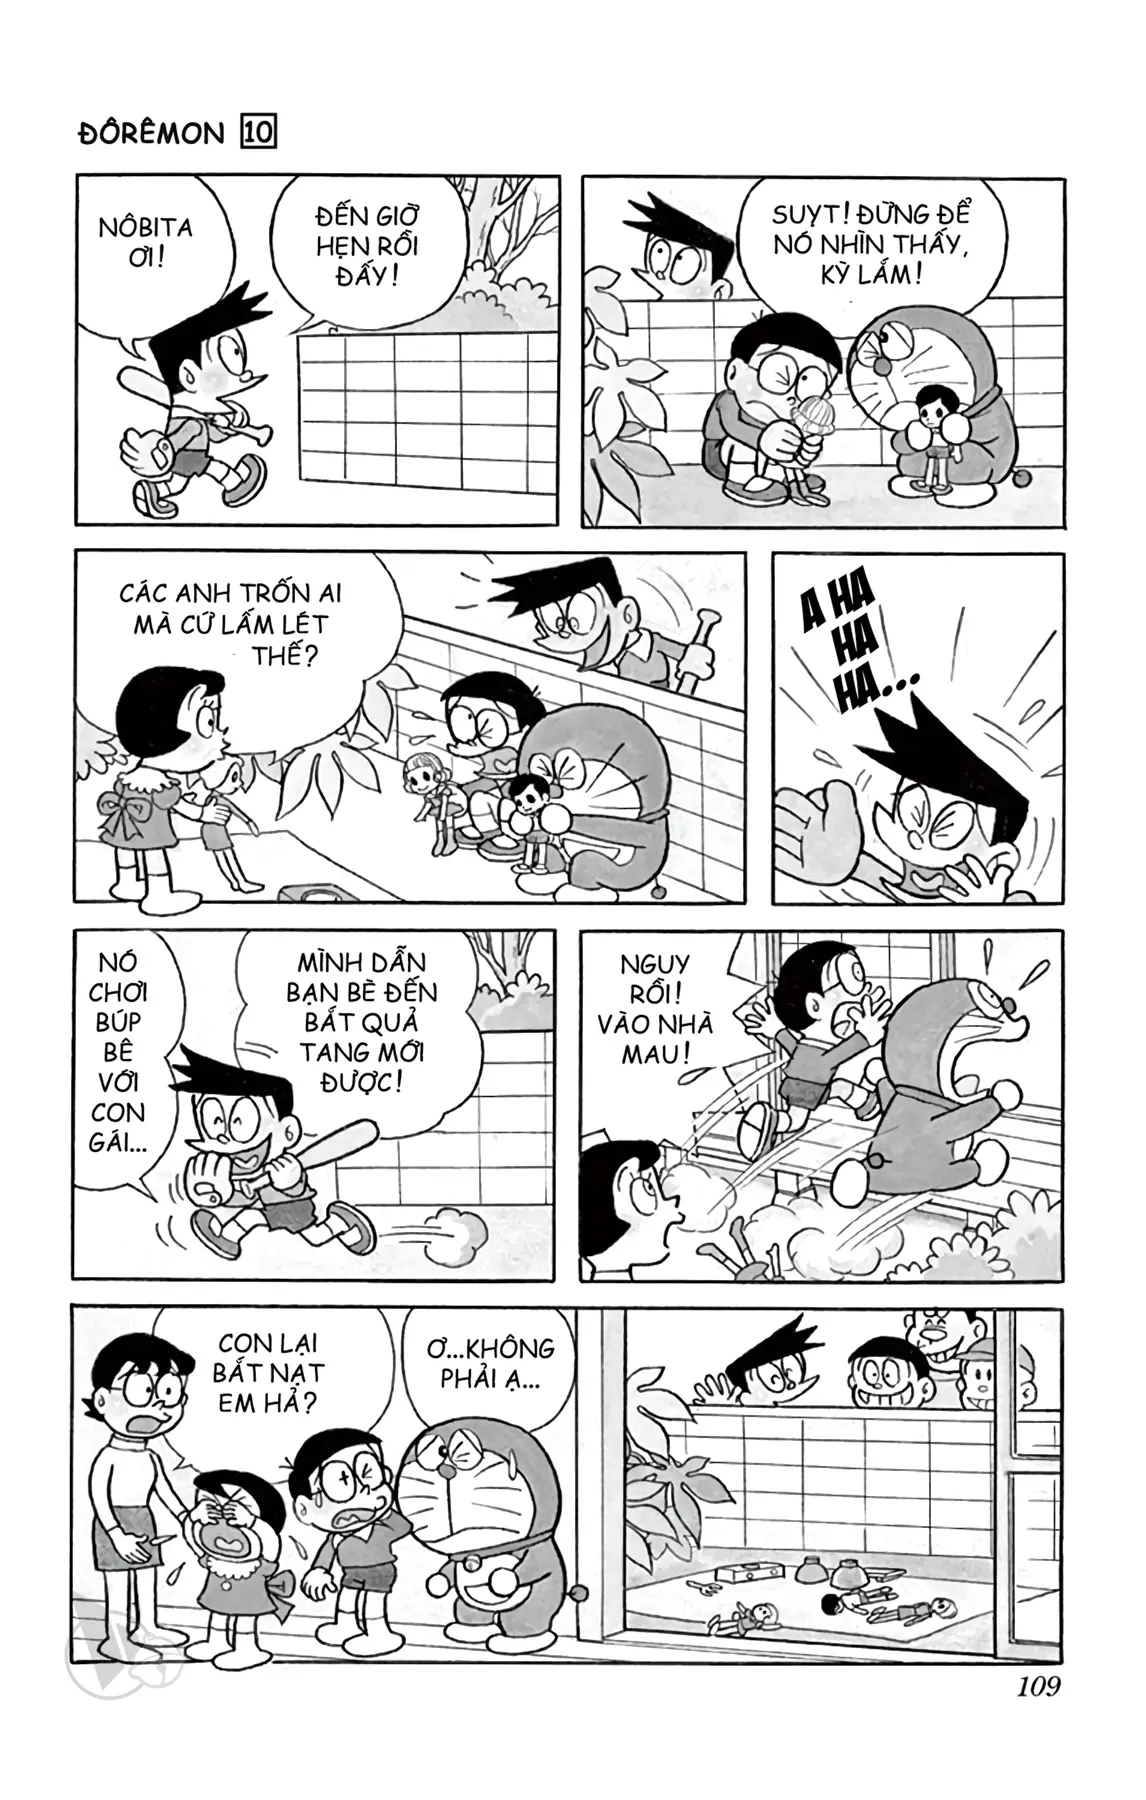 ĐÔRÊMON 10
NÔBITA
ƠI!
ĐẾN GIỜ
HẸN RỒI
ĐẤY!
SUỴT! ĐỪNG ĐỂ
NÓ NHÌN THẤY,
KỲ LẮM!
CÁC ANH TRỐN AI
MÀ CỨ LẤM LÉT
THẾ?
A HA
HA
HA...
NÓ
CHƠI
BÚP
BÊ
VỚI
CON
GÁI...
MÌNH DẪN
BẠN BÈ ĐẾN
BẮT QUẢ
TANG MỚI
ĐƯỢC!
NGUY
RỒI!
VÀO NHÀ
MAU!
CON LẠI
BẮT NẠT
EM HẢ?
Ơ...KHÔNG
PHẢI Ạ...
109